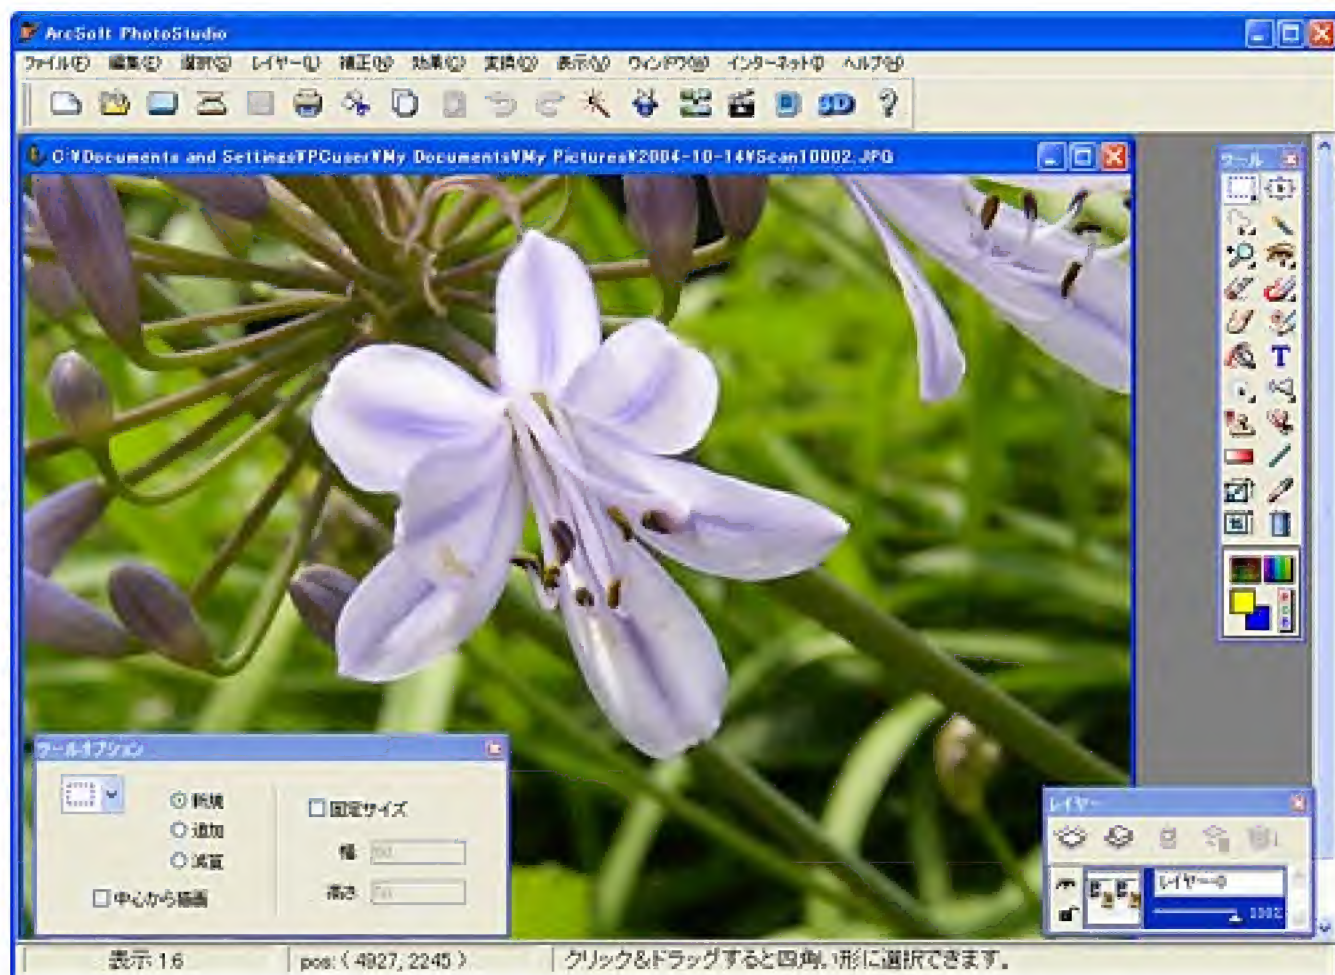 ArcSoft PhotoStudio
ファイル(F) 編集(E) 選択(S) レイヤー(L) 補正(N) 効果(C) 変換(O) 表示(V) ウィンドウ(W) インターネット(I) ヘルプ(H)
3D
C:¥Documents and Settings¥PCuser¥My Documents¥My Pictures¥2004-10-14¥Scan10002.JPG
ツール
T
ツールオプション
新規
追加
減算
中心から描画
固定サイズ
幅
高さ
レイヤー
レイヤー-0
100%
表示:16
pos:( 4927, 2245 )
クリック&ドラッグすると四角い形に選択できます。